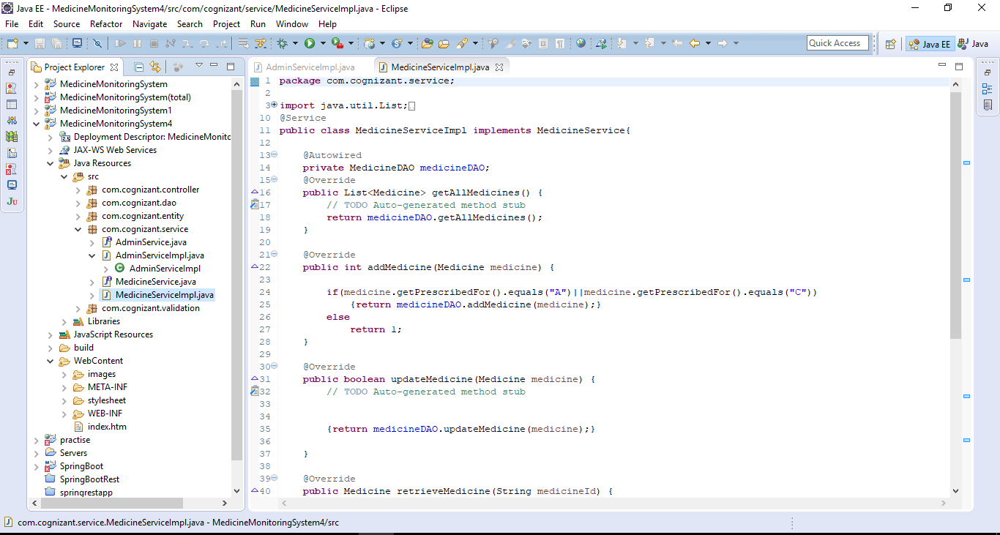 Java EE - MedicineMonitoringSystem4/src/com/cognizant/service/MedicineServiceImpl.java - Eclipse
File Edit Source Refactor Navigate Search Project Run Window Help
Quick Access
Java EE
Java
Project Explorer
MedicineMonitoringSystem
MedicineMonitoringSystem(total)
MedicineMonitoringSystem1
MedicineMonitoringSystem4
Deployment Descriptor: MedicineMonitc
JAX-WS Web Services
Java Resources
src
com.cognizant.controller
com.cognizant.dao
com.cognizant.entity
com.cognizant.service
AdminService.java
AdminServiceImpl.java
AdminServiceImpl
MedicineService.java
MedicineServiceImpl.java
com.cognizant.validation
Libraries
JavaScript Resources
build
WebContent
images
META-INF
stylesheet
WEB-INF
index.htm
practise
Servers
SpringBoot
SpringBootRest
springrestapp
AdminServiceImpl.java
MedicineServiceImpl.java
1 package com.cognizant.service;
2
3 import java.util.List;
10 @Service
11 public class MedicineServiceImpl implements MedicineService{
12
13 @Autowired
14 private MedicineDAO medicineDAO;
15 @Override
16 public List<Medicine> getAllMedicines() {
17 // TODO Auto-generated method stub
18 return medicineDAO.getAllMedicines();
19 }
20
21 @Override
22 public int addMedicine(Medicine medicine) {
23
24 if(medicine.getPrescribedFor().equals("A")||medicine.getPrescribedFor().equals("C"))
25 {return medicineDAO.addMedicine(medicine);}
26 else
27 return 1;
28 }
29
30 @Override
31 public boolean updateMedicine(Medicine medicine) {
32 // TODO Auto-generated method stub
33
34
35 {return medicineDAO.updateMedicine(medicine);}
36
37 }
38
39 @Override
40 public Medicine retrieveMedicine(String medicineId) {
com.cognizant.service.MedicineServiceImpl.java - MedicineMonitoringSystem4/src